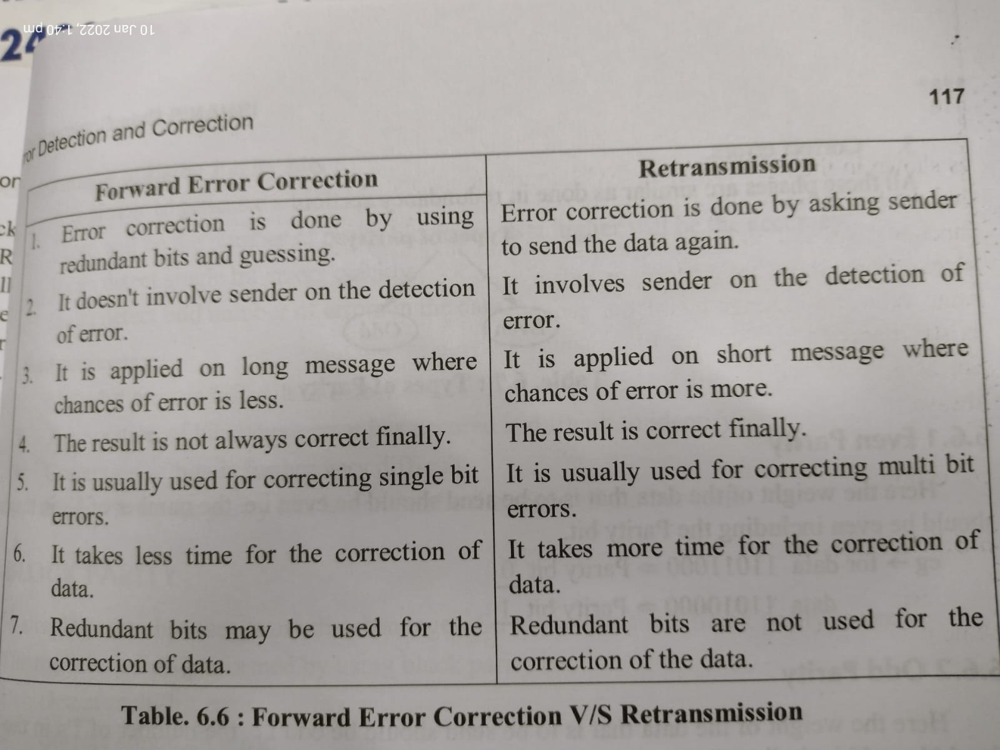 10 Jan 2022, 1:40 pm
117
Detection and Correction
Forward Error Correction
1. Error correction is done by using
redundant bits and guessing.
2. It doesn't involve sender on the detection
of error.
3. It is applied on long message where
chances of error is less.
4. The result is not always correct finally.
5. It is usually used for correcting single bit
errors.
6. It takes less time for the correction of
data.
7. Redundant bits may be used for the
correction of data.
Retransmission
Error correction is done by asking sender
to send the data again.
It involves sender on the detection of
error.
It is applied on short message where
chances of error is more.
The result is correct finally.
It is usually used for correcting multi bit
errors.
It takes more time for the correction of
data.
Redundant bits are not used for the
correction of the data.
Table. 6.6 : Forward Error Correction V/S Retransmission